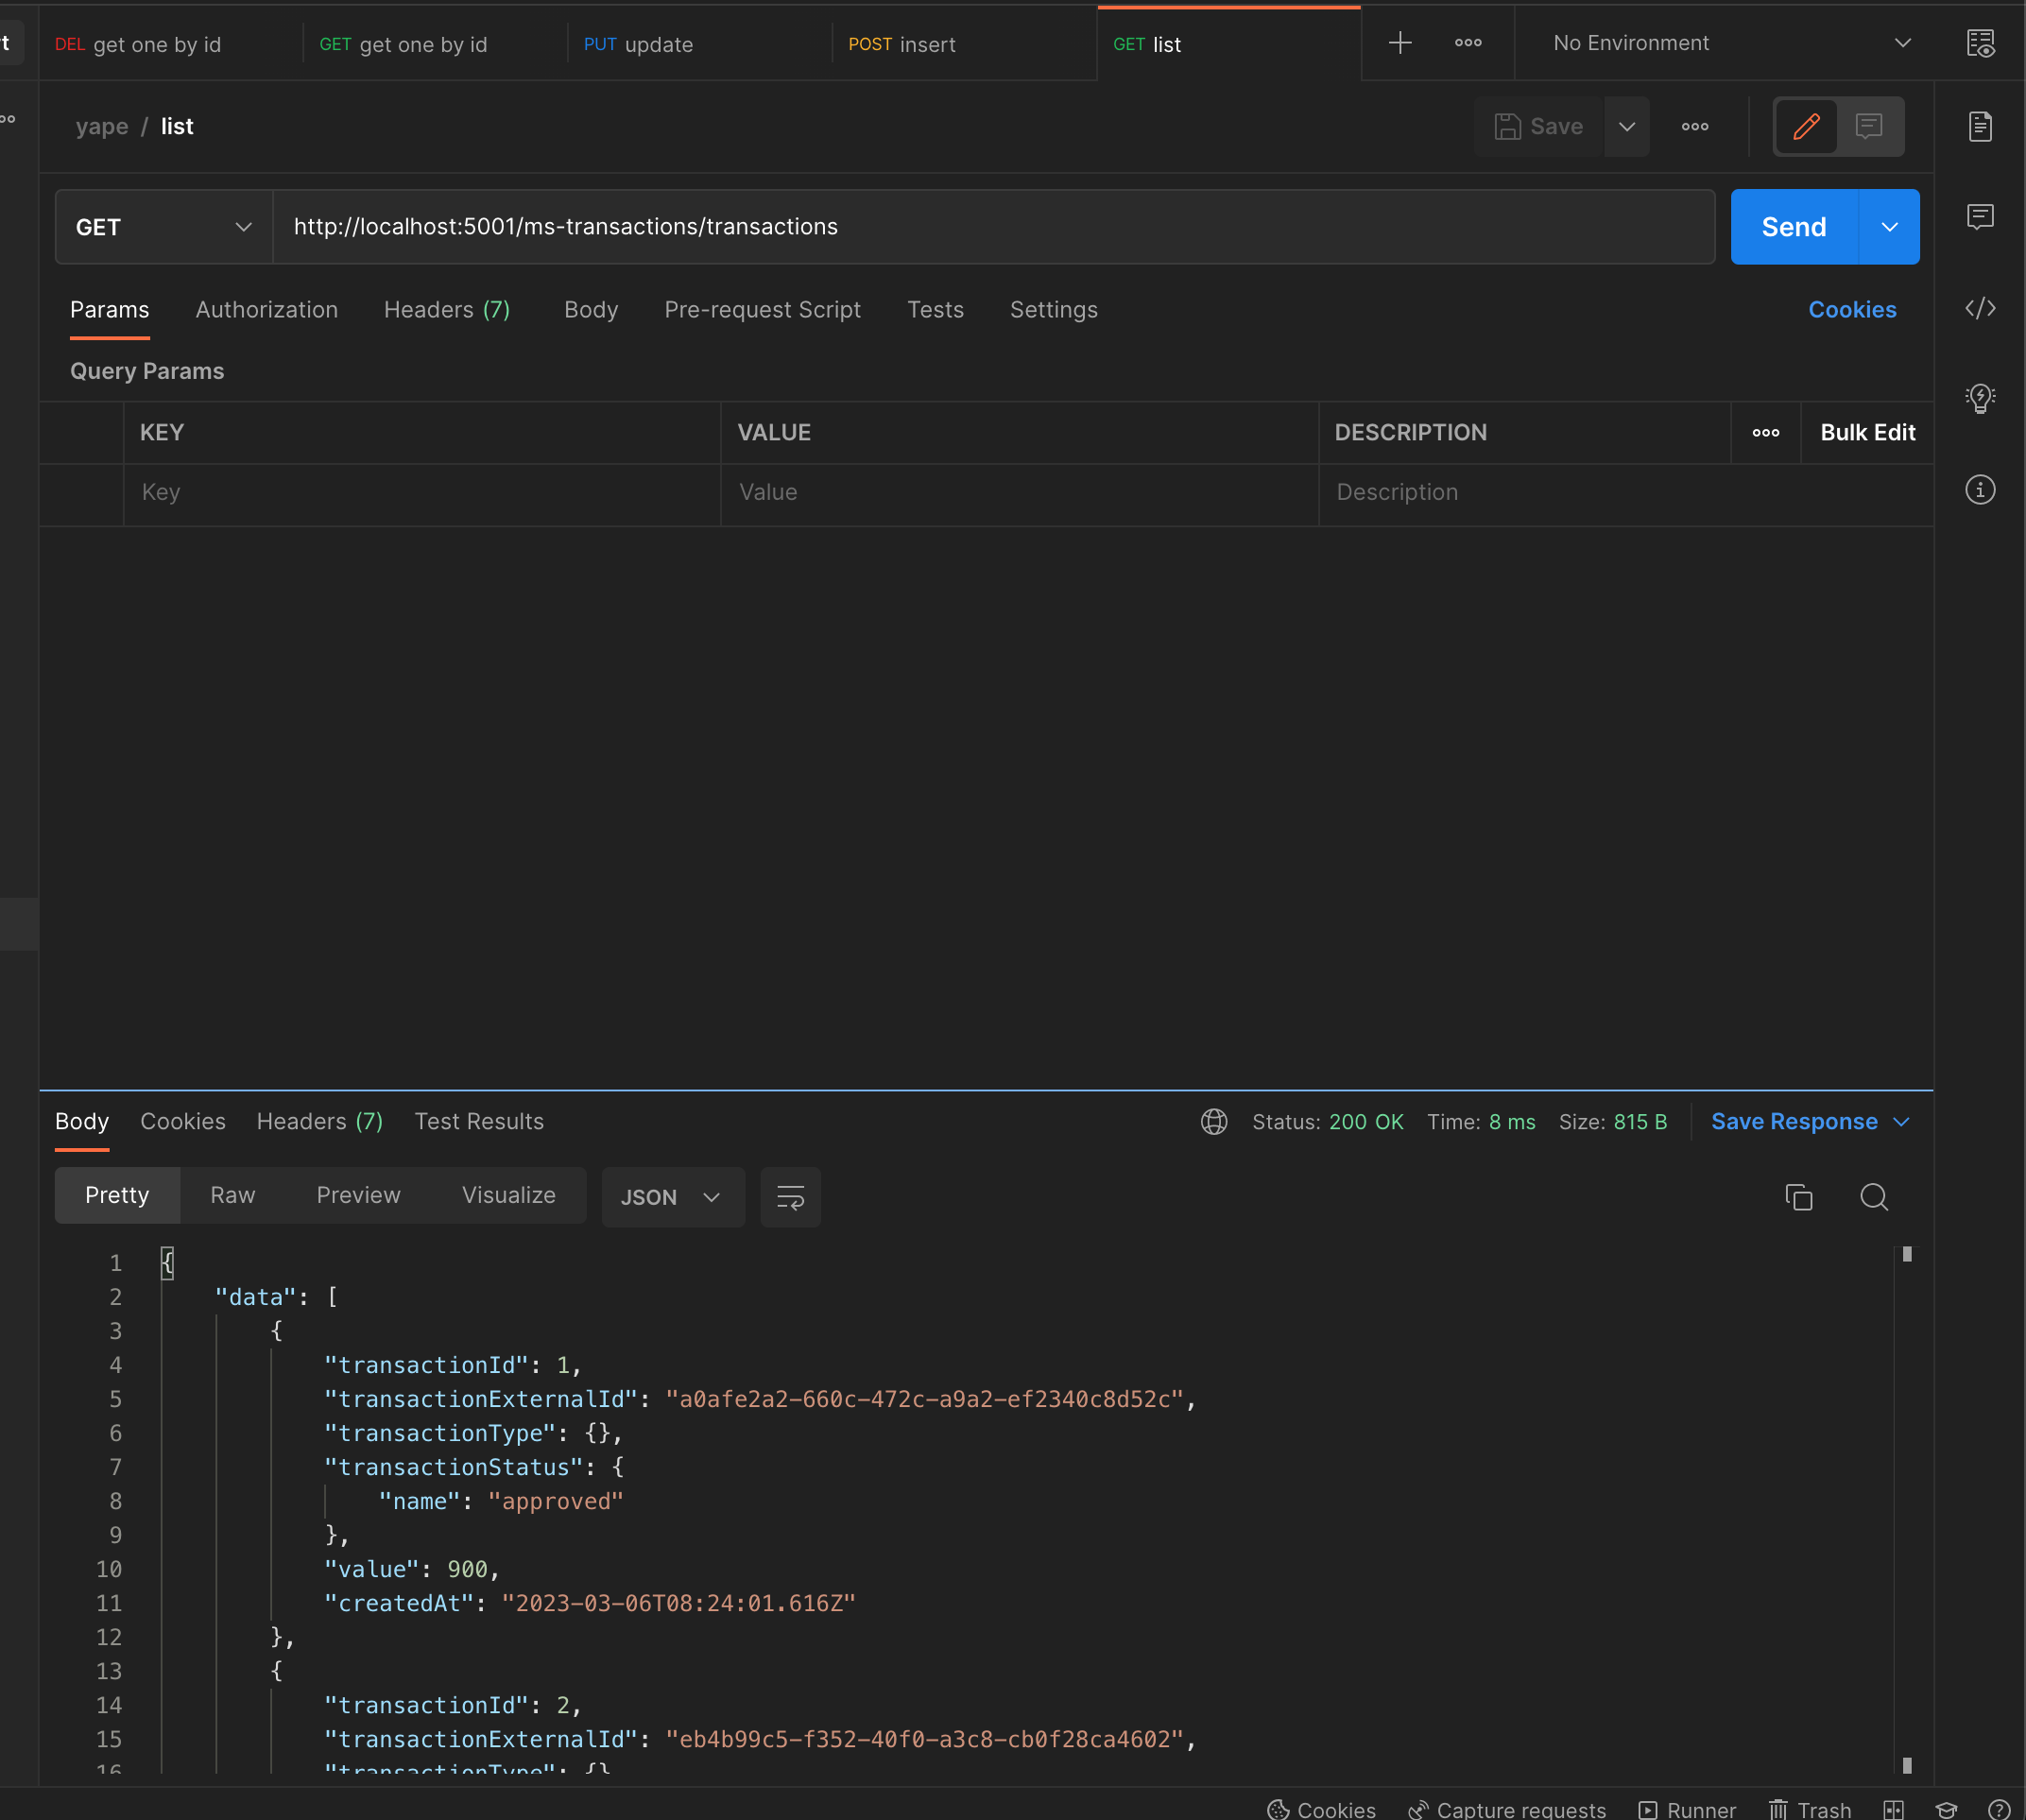 t DEL get one by id GET get one by id PUT update POST insert GET list No Environment
yape / list Save
GET http://localhost:5001/ms-transactions/transactions Send
Params Authorization Headers (7) Body Pre-request Script Tests Settings Cookies
Query Params
KEY VALUE DESCRIPTION Bulk Edit
Key Value Description
Body Cookies Headers (7) Test Results Status: 200 OK Time: 8 ms Size: 815 B Save Response
Pretty Raw Preview Visualize JSON
1 {
2 "data": [
3 {
4 "transactionId": 1,
5 "transactionExternalId": "a0afe2a2-660c-472c-a9a2-ef2340c8d52c",
6 "transactionType": {},
7 "transactionStatus": {
8 "name": "approved"
9 },
10 "value": 900,
11 "createdAt": "2023-03-06T08:24:01.616Z"
12 },
13 {
14 "transactionId": 2,
15 "transactionExternalId": "eb4b99c5-f352-40f0-a3c8-cb0f28ca4602",
16 "transactionType": {}
Cookies Capture requests Runner Trash